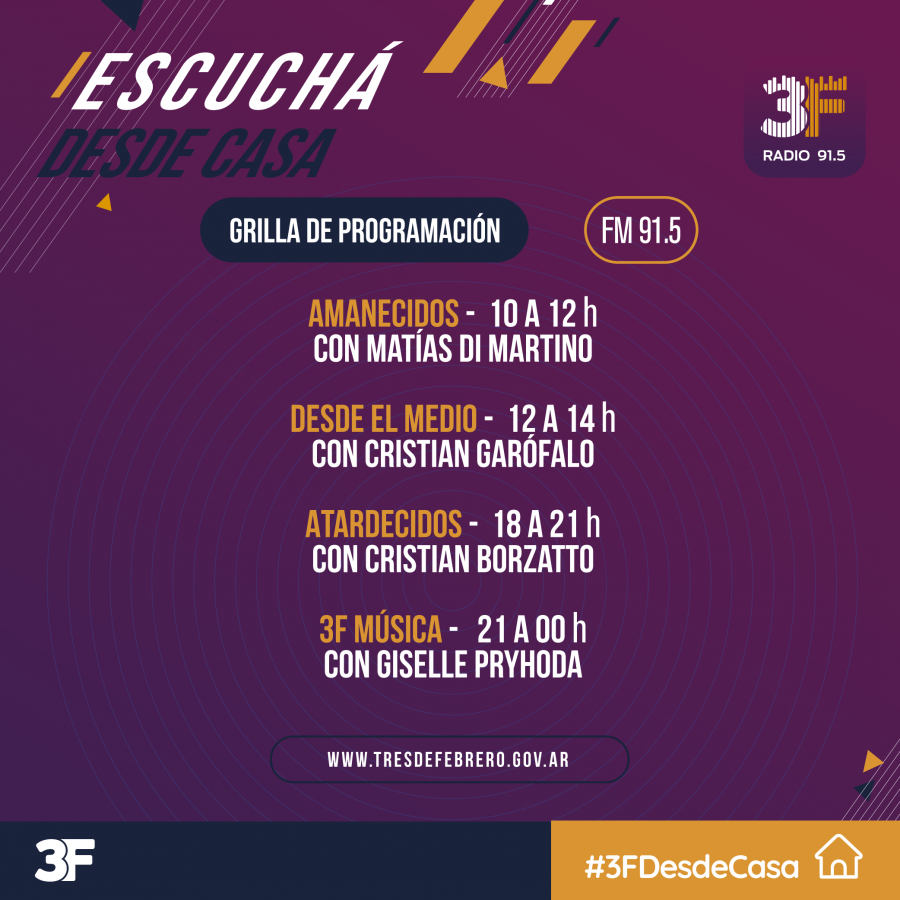 ESCUCHÁ
DESDE CASA
3F
RADIO 91.5
GRILLA DE PROGRAMACIÓN
FM 91.5
AMANECIDOS - 10 A 12 h
CON MATÍAS DI MARTINO
DESDE EL MEDIO - 12 A 14 h
CON CRISTIAN GARÓFALO
ATARDECIDOS - 18 A 21 h
CON CRISTIAN BORZATTO
3F MÚSICA - 21 A 00 h
CON GISELLE PRYHODA
WWW.TRESDEFEBRERO.GOV.AR
3F
#3FDesdeCasa